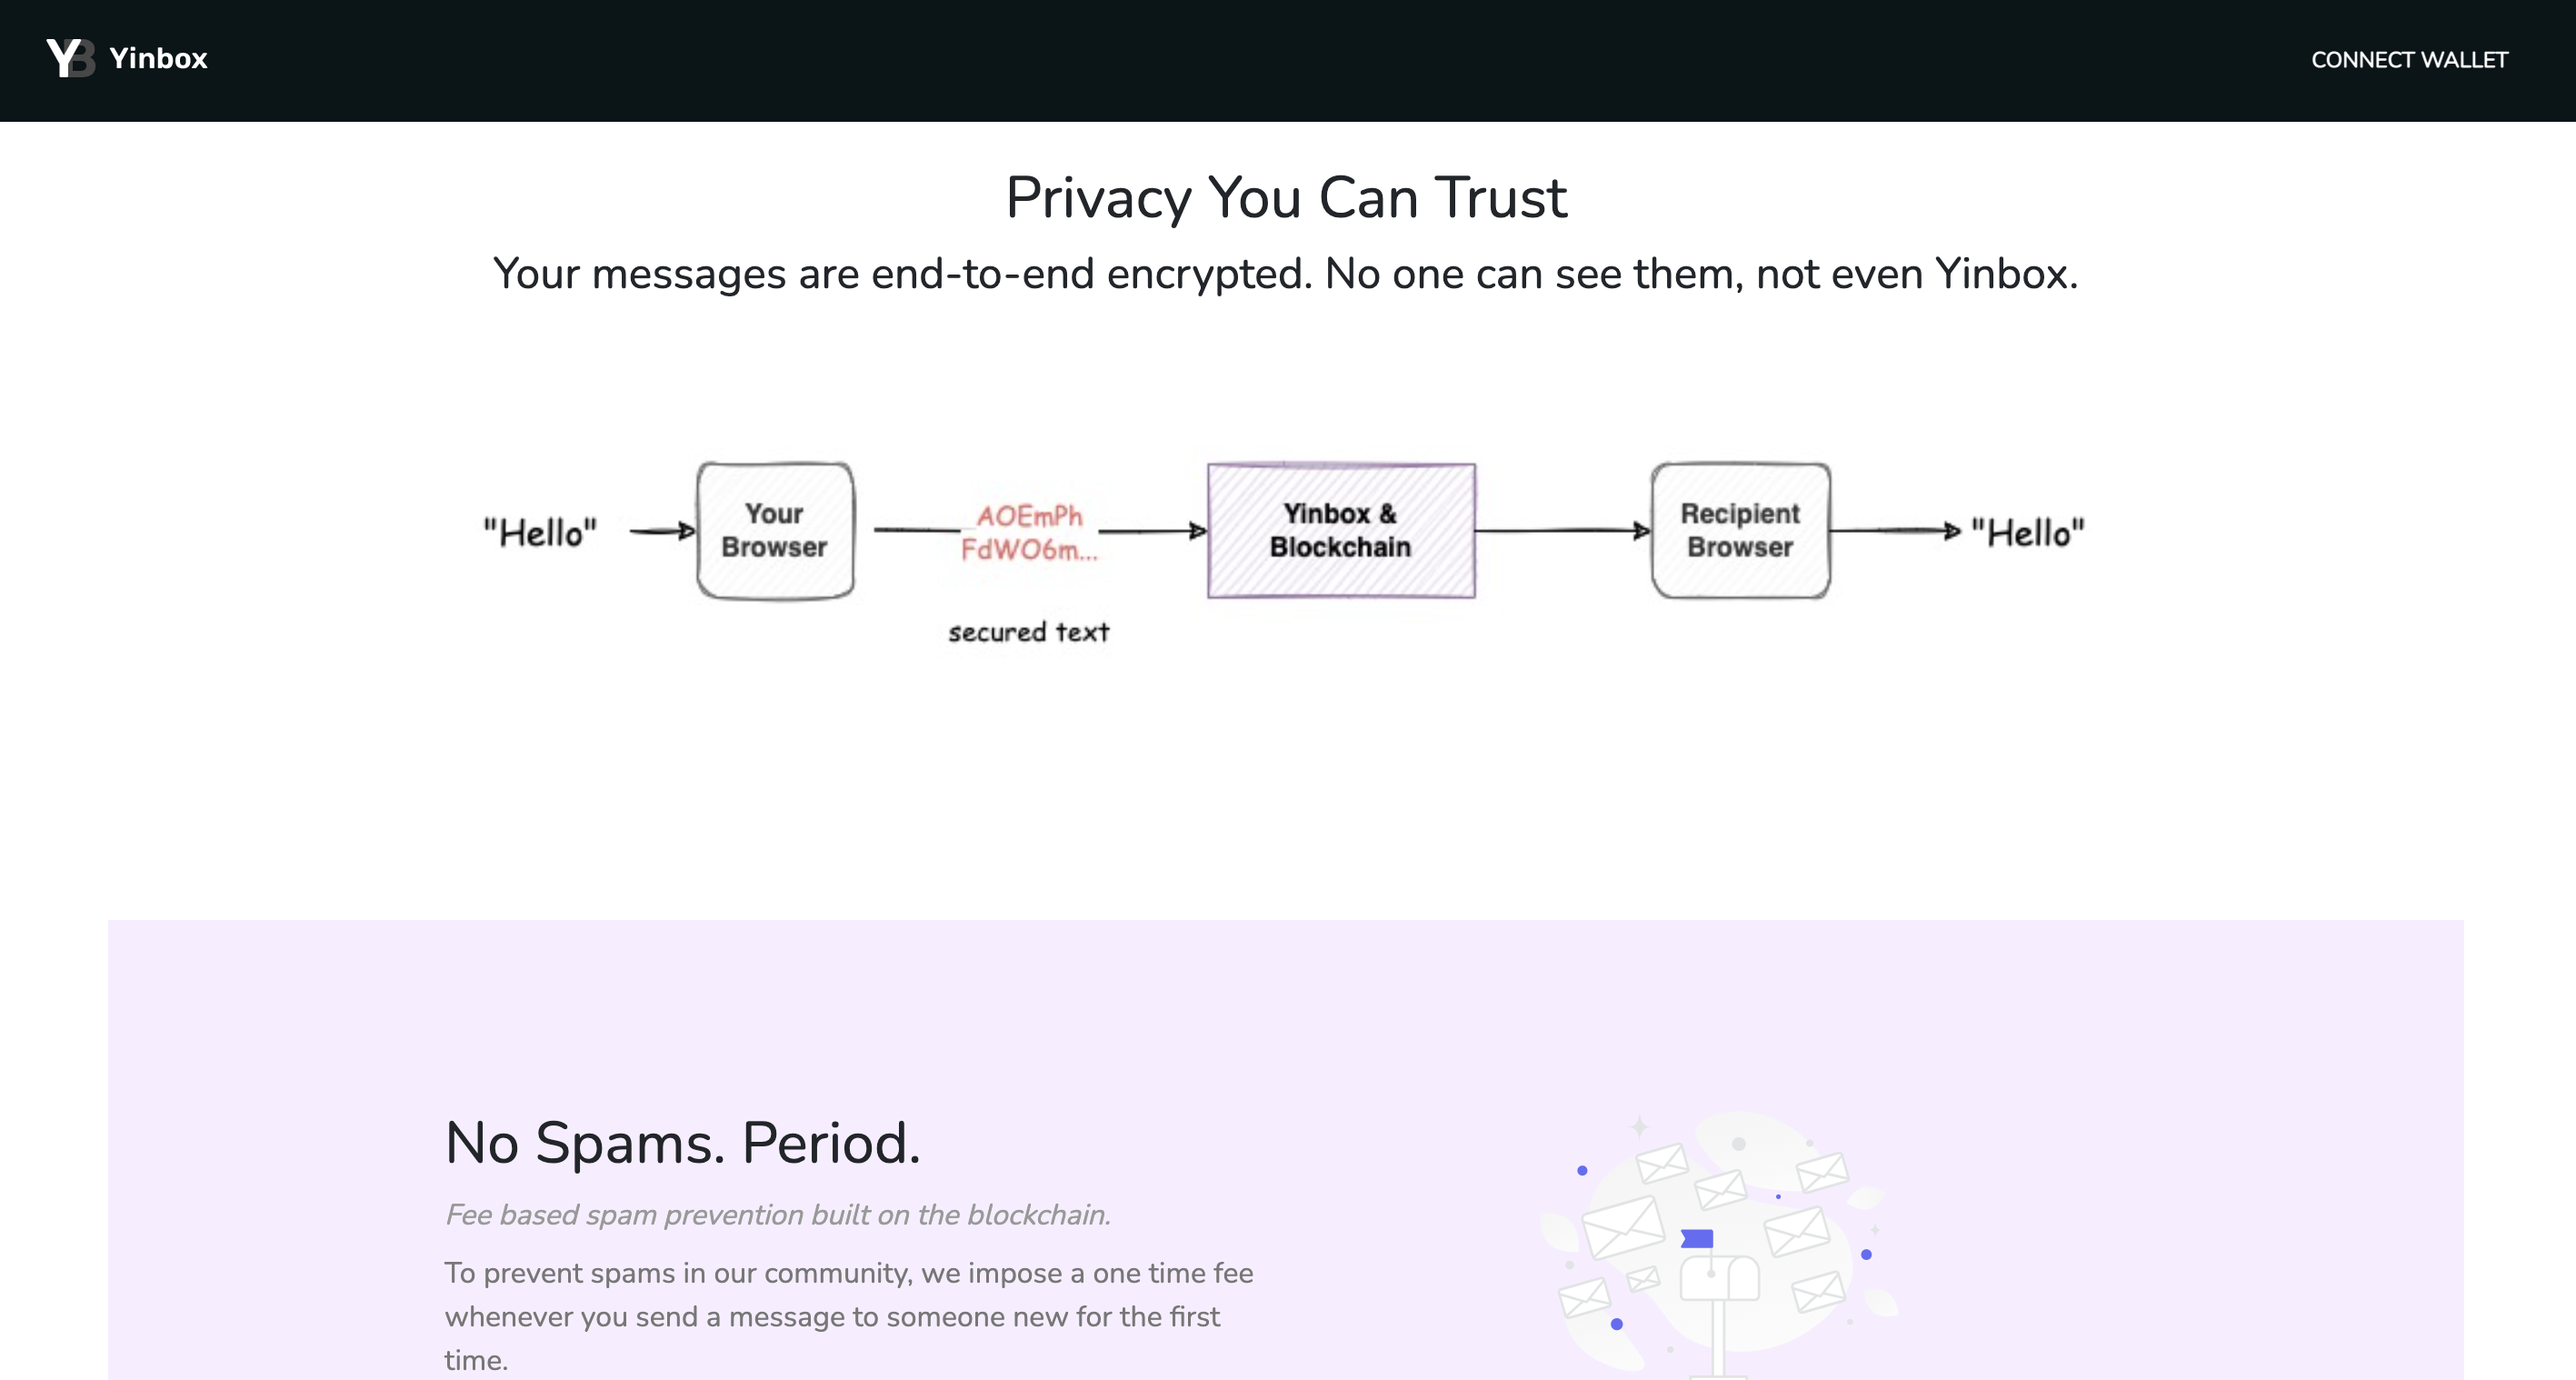 YB Yinbox
CONNECT WALLET
Privacy You Can Trust
Your messages are end-to-end encrypted. No one can see them, not even Yinbox.
"Hello"
Your
Browser
AOEmPh
FdWO6m...
secured text
Yinbox &
Blockchain
Recipient
Browser
"Hello"
No Spams. Period.
Fee based spam prevention built on the blockchain.
To prevent spams in our community, we impose a one time fee
whenever you send a message to someone new for the first
time.